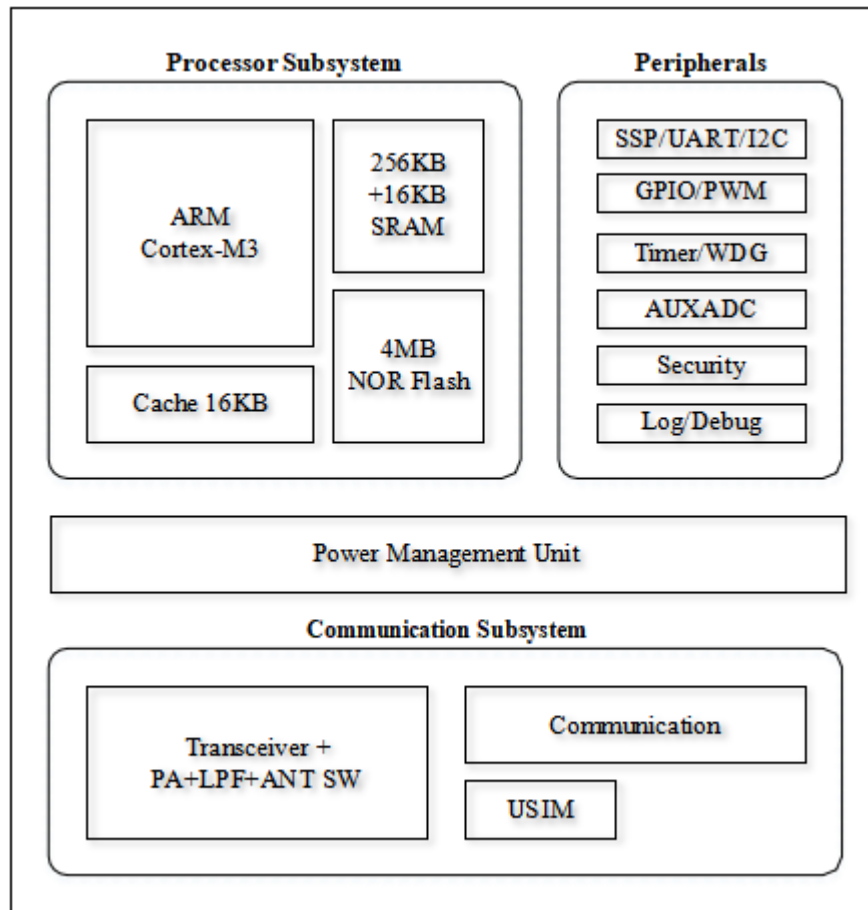 Processor Subsystem
ARM
Cortex-M3
256KB
+16KB
SRAM
Cache 16KB
4MB
NOR Flash
Peripherals
SSP/UART/I2C
GPIO/PWM
Timer/WDG
AUXADC
Security
Log/Debug
Power Management Unit
Communication Subsystem
Transceiver +
PA+LPF+ANT SW
Communication
USIM